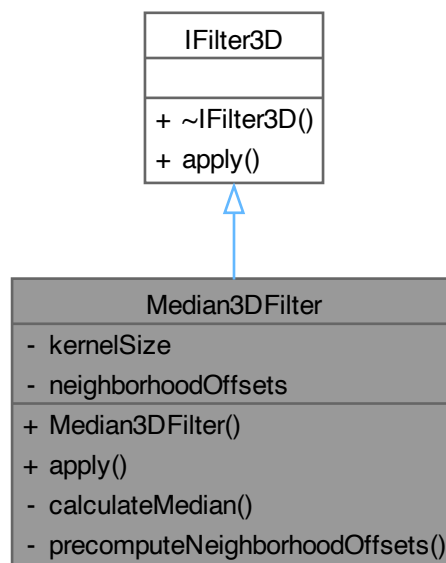 IFilter3D
+ ~IFilter3D()
+ apply()
Median3DFilter
- kernelSize
- neighborhoodOffsets
+ Median3DFilter()
+ apply()
- calculateMedian()
- precomputeNeighborhoodOffsets()